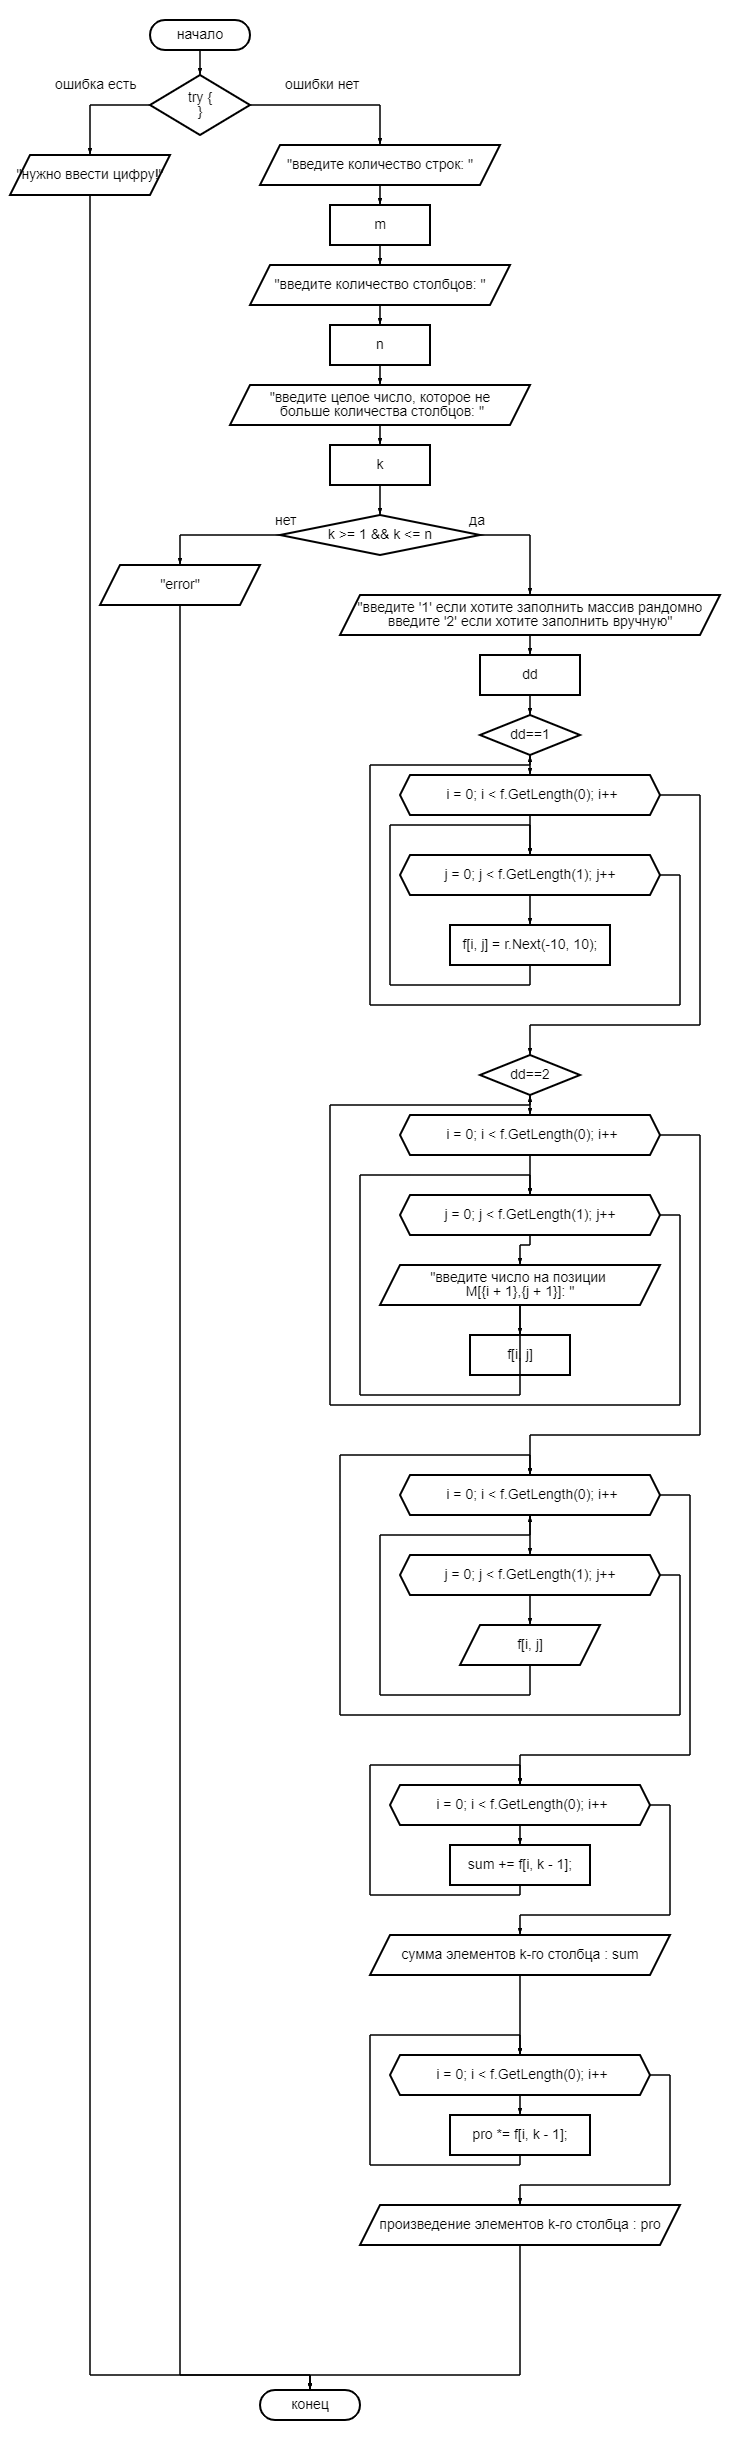 начало
ошибка есть
ошибки нет
try {
}
"нужно ввести цифру!"
"введите количество строк: "
m
"введите количество столбцов: "
n
"введите целое число, которое не
больше количества столбцов: "
k
нет
да
k >= 1 && k <= n
"error"
"введите '1' если хотите заполнить массив рандомно
введите '2' если хотите заполнить вручную"
dd
dd==1
i = 0; i < f.GetLength(0); i++
j = 0; j < f.GetLength(1); j++
f[i, j] = r.Next(-10, 10);
dd==2
i = 0; i < f.GetLength(0); i++
j = 0; j < f.GetLength(1); j++
"введите число на позиции
M[{i + 1},{j + 1}]: "
f[i, j]
i = 0; i < f.GetLength(0); i++
j = 0; j < f.GetLength(1); j++
f[i, j]
i = 0; i < f.GetLength(0); i++
sum += f[i, k - 1];
сумма элементов k-го столбца : sum
i = 0; i < f.GetLength(0); i++
pro *= f[i, k - 1];
произведение элементов k-го столбца : pro
конец